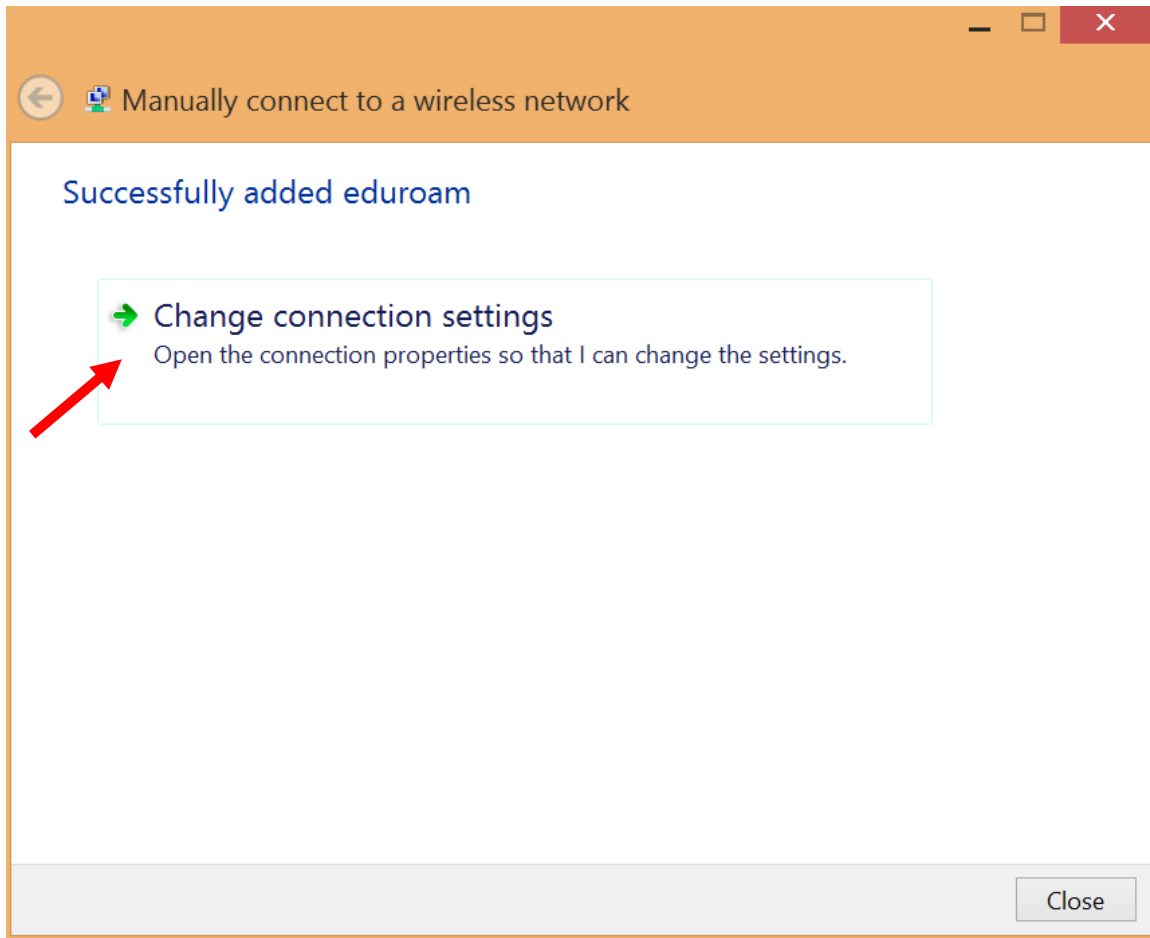 Manually connect to a wireless network
Successfully added eduroam
Change connection settings
Open the connection properties so that I can change the settings.
Close